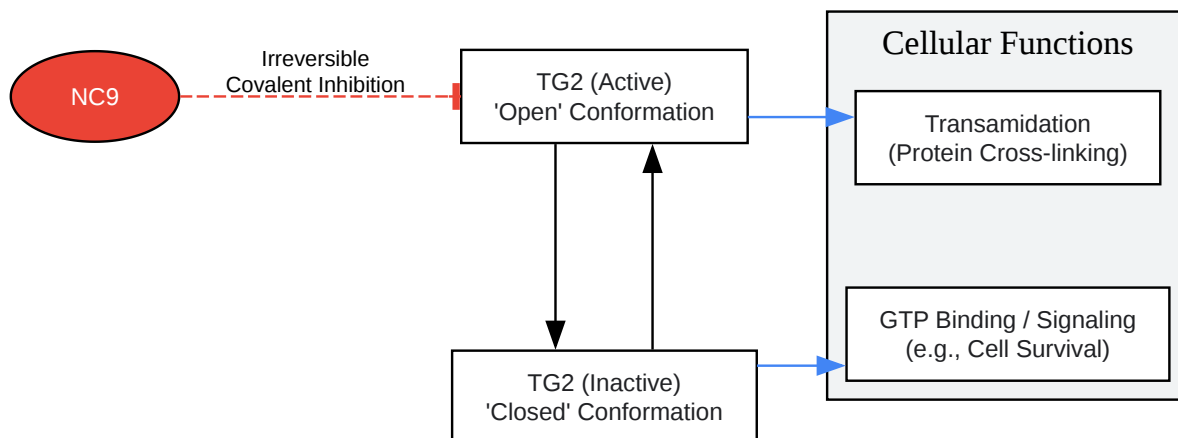 NC9
Irreversible
Covalent Inhibition
TG2 (Active)
'Open' Conformation
Cellular Functions
Transamidation
(Protein Cross-linking)
GTP Binding / Signaling
(e.g., Cell Survival)
TG2 (Inactive)
'Closed' Conformation